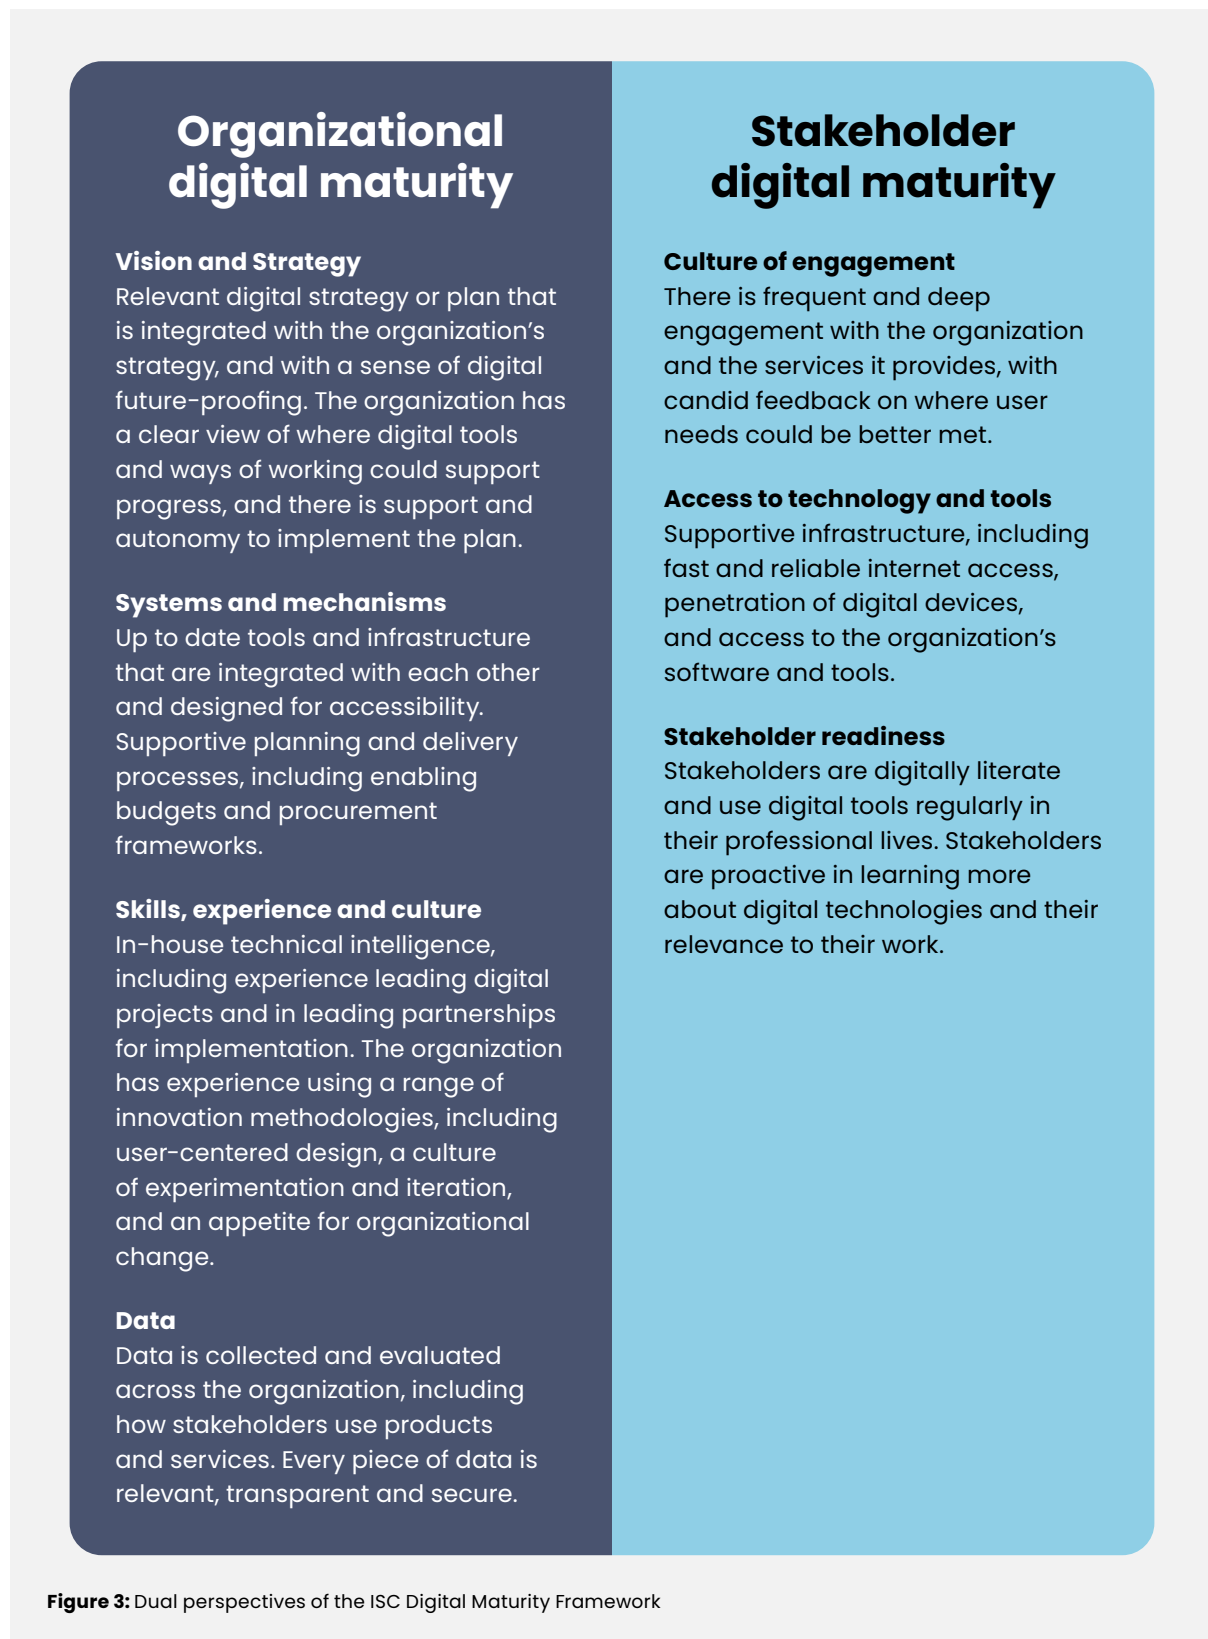 Organizational
digital maturity
Vision and Strategy
Relevant digital strategy or plan that
is integrated with the organization’s
strategy, and with a sense of digital
future-proofing. The organization has
a clear view of where digital tools
and ways of working could support
progress, and there is support and
autonomy to implement the plan.
Systems and mechanisms
Up to date tools and infrastructure
that are integrated with each other
and designed for accessibility.
Supportive planning and delivery
processes, including enabling
budgets and procurement
frameworks.
Skills, experience and culture
In-house technical intelligence,
including experience leading digital
projects and in leading partnerships
for implementation. The organization
has experience using a range of
innovation methodologies, including
user-centered design, a culture
of experimentation and iteration,
and an appetite for organizational
change.
Data
Data is collected and evaluated
across the organization, including
how stakeholders use products
and services. Every piece of data is
relevant, transparent and secure.
Stakeholder
digital maturity
Culture of engagement
There is frequent and deep
engagement with the organization
and the services it provides, with
candid feedback on where user
needs could be better met.
Access to technology and tools
Supportive infrastructure, including
fast and reliable internet access,
penetration of digital devices,
and access to the organization’s
software and tools.
Stakeholder readiness
Stakeholders are digitally literate
and use digital tools regularly in
their professional lives. Stakeholders
are proactive in learning more
about digital technologies and their
relevance to their work.
Figure 3: Dual perspectives of the ISC Digital Maturity Framework